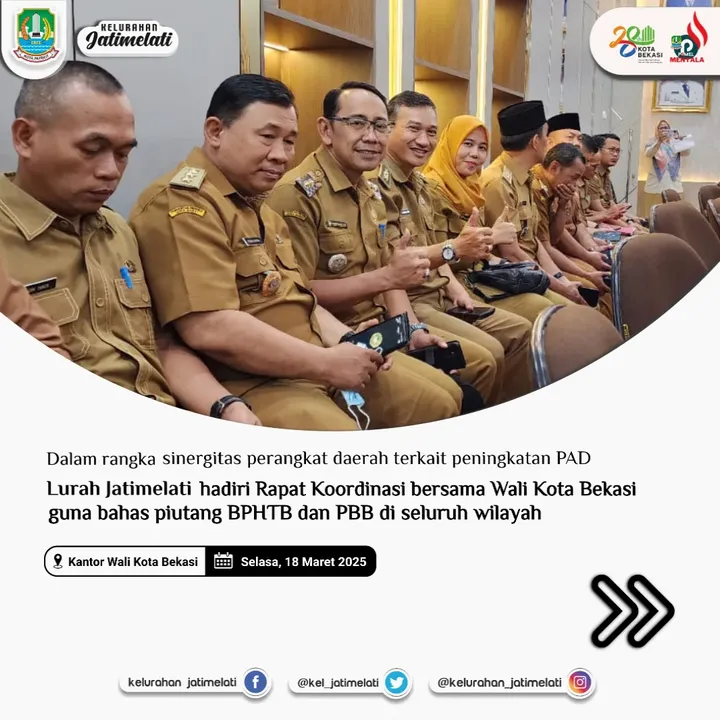 KELURAHAN
Jatimelati
KOTA
BEKASI
MENYALA
Dalam rangka sinergitas perangkat daerah terkait peningkatan PAD
Lurah Jatimelati hadiri Rapat Koordinasi bersama Wali Kota Bekasi
guna bahas piutang BPHTB dan PBB di seluruh wilayah
Kantor Wali Kota Bekasi
Selasa, 18 Maret 2025
kelurahan jatimelati
@kel_jatimelati
@kelurahan_jatimelati